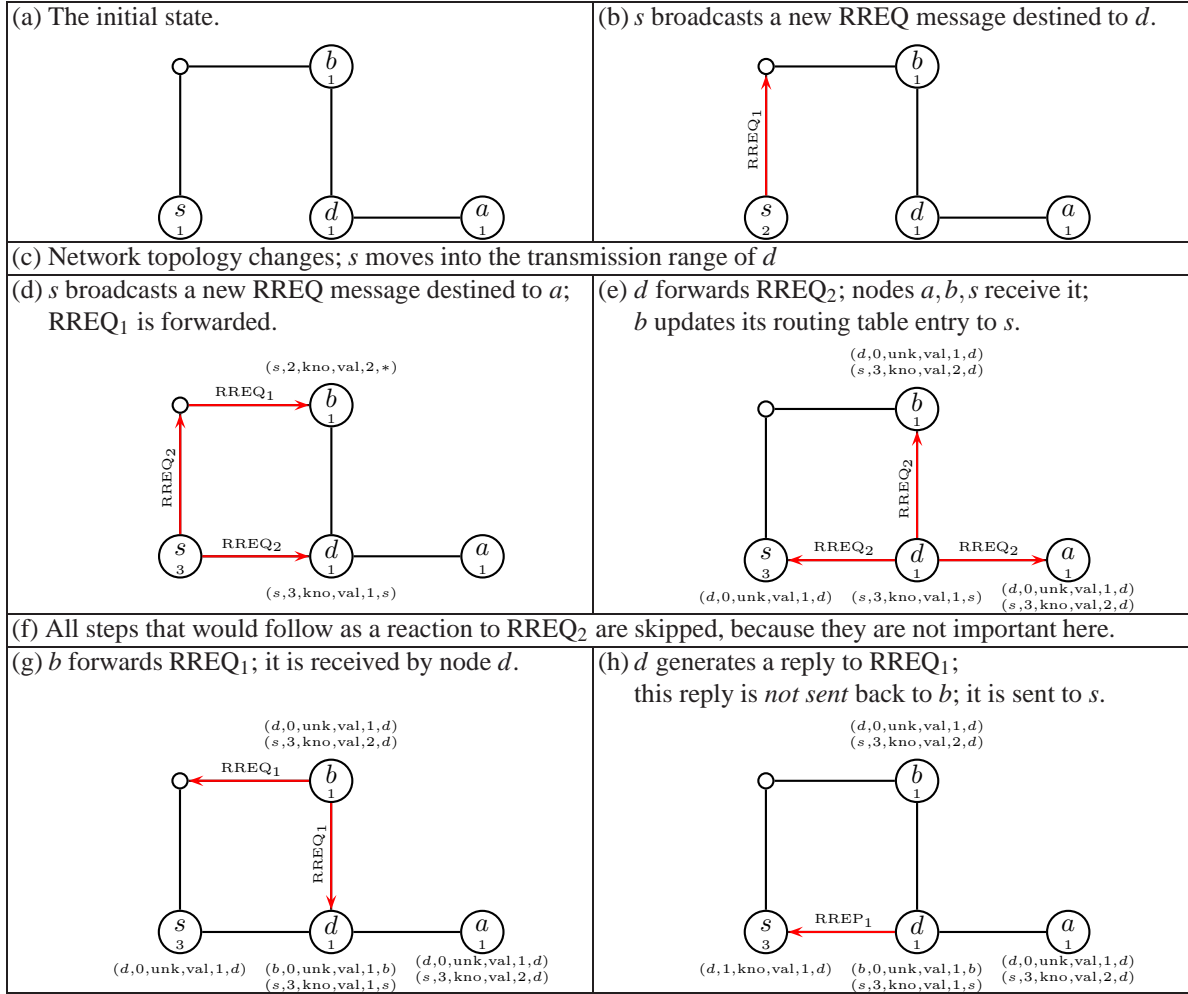 (a) The initial state.
b
1
s
1
d
1
a
1
(b) s broadcasts a new RREQ message destined to d.
b
1
RREQ1
s
2
d
1
a
1
(c) Network topology changes; s moves into the transmission range of d
(d) s broadcasts a new RREQ message destined to a;
RREQ1 is forwarded.
(s,2,kno,val,2,*)
RREQ1
b
1
RREQ2
RREQ2
s
3
d
1
a
1
(s,3,kno,val,1,s)
(e) d forwards RREQ2; nodes a,b,s receive it;
b updates its routing table entry to s.
(d,0,unk,val,1,d)
(s,3,kno,val,2,d)
b
1
RREQ2
RREQ2
RREQ2
s
3
d
1
a
1
(d,0,unk,val,1,d)
(s,3,kno,val,1,s)
(d,0,unk,val,1,d)
(s,3,kno,val,2,d)
(f) All steps that would follow as a reaction to RREQ2 are skipped, because they are not important here.
(g) b forwards RREQ1; it is received by node d.
(d,0,unk,val,1,d)
(s,3,kno,val,2,d)
RREQ1
b
1
RREQ1
s
3
d
1
a
1
(d,0,unk,val,1,d)
(b,0,unk,val,1,b)
(s,3,kno,val,1,s)
(d,0,unk,val,1,d)
(s,3,kno,val,2,d)
(h) d generates a reply to RREQ1;
this reply is not sent back to b; it is sent to s.
(d,0,unk,val,1,d)
(s,3,kno,val,2,d)
b
1
RREP1
s
3
d
1
a
1
(d,1,kno,val,1,d)
(b,0,unk,val,1,b)
(s,3,kno,val,1,s)
(d,0,unk,val,1,d)
(s,3,kno,val,2,d)